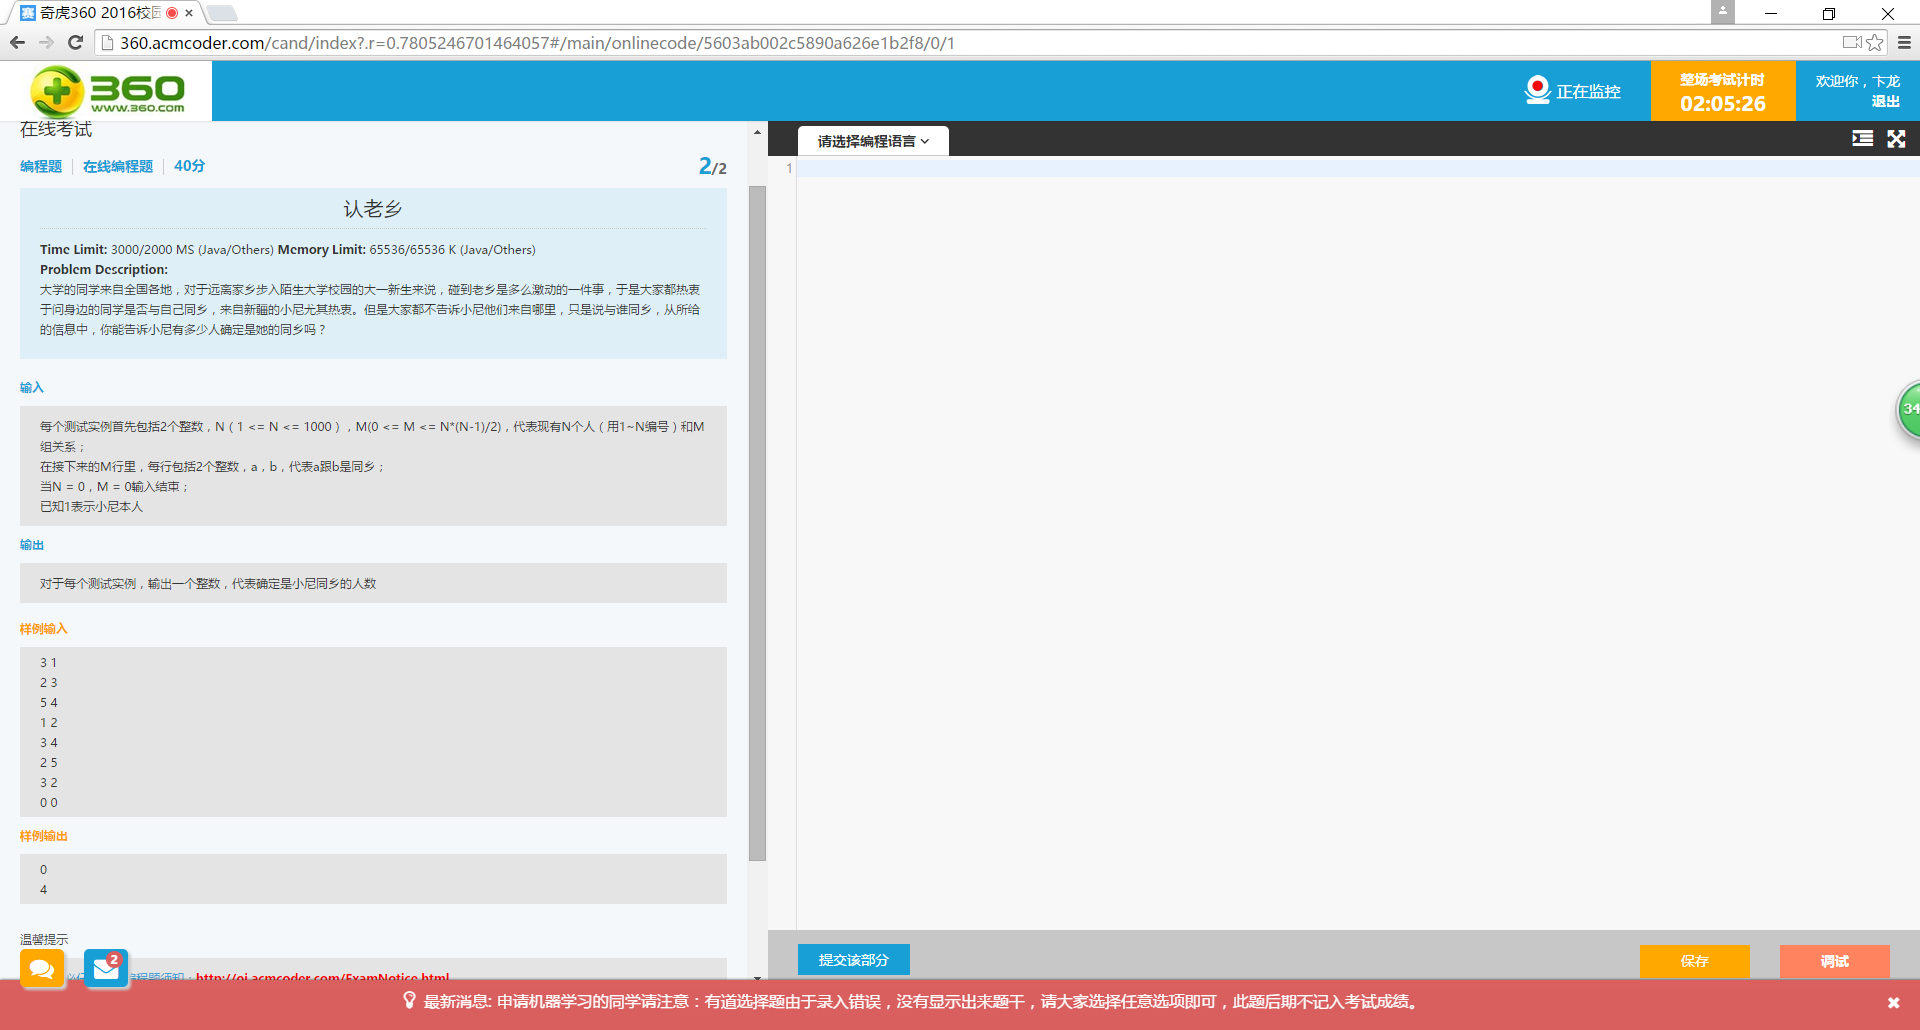 奇虎360 2016校园
360.acmcoder.com/cand/index?.r=0.7805246701464057#/main/onlinecode/5603ab002c5890a626e1b2f8/0/1
360
www.360.com
正在监控
整场考试计时
02:05:26
欢迎你，卞龙
退出
在线考试
编程题
在线编程题
40分
2/2
认老乡
Time Limit: 3000/2000 MS (Java/Others) Memory Limit: 65536/65536 K (Java/Others)
Problem Description:
大学的同学来自全国各地，对于远离家乡步入陌生大学校园的大一新生来说，碰到老乡是多么激动的一件事，于是大家都热衷
于问身边的同学是否与自己同乡，来自新疆的小尼尤其热衷。但是大家都不告诉小尼他们来自哪里，只是说与谁同乡，从所给
的信息中，你能告诉小尼有多少人确定是她的同乡吗？
输入
每个测试实例首先包括2个整数，N（1 <= N <= 1000），M(0 <= M <= N*(N-1)/2)，代表现有N个人（用1~N编号）和M
组关系；
在接下来的M行里，每行包括2个整数，a，b，代表a跟b是同乡；
当N = 0，M = 0输入结束；
已知1表示小尼本人
输出
对于每个测试实例，输出一个整数，代表确定是小尼同乡的人数
样例输入
3 1
2 3
5 4
1 2
3 4
2 5
3 2
0 0
样例输出
0
4
温馨提示
程题须知：http://oj.acmcoder.com/ExamNotice.html
2
请选择编程语言
1
34
提交该部分
保存
调试
最新消息: 申请机器学习的同学请注意：有道选择题由于录入错误，没有显示出来题干，请大家选择任意选项即可，此题后期不记入考试成绩。